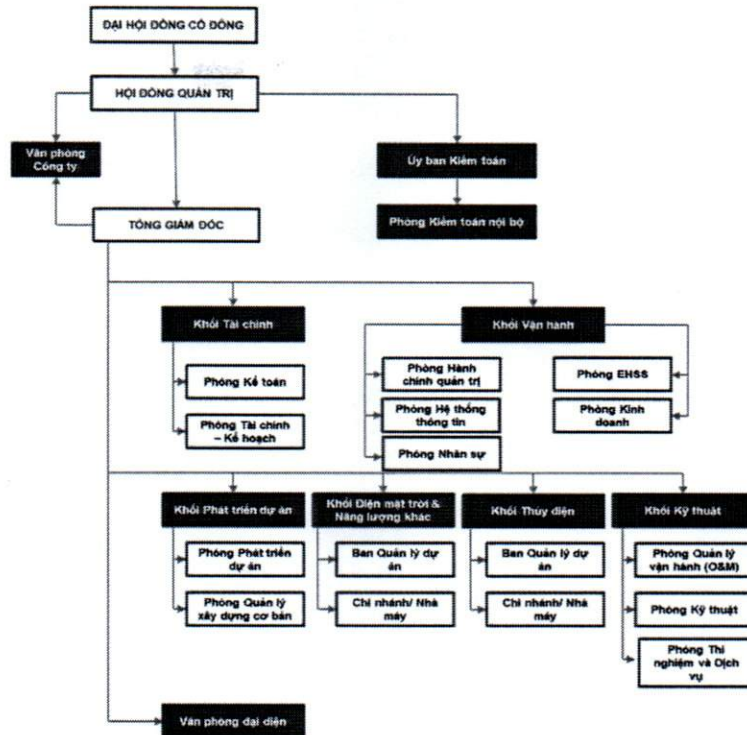 ĐẠI HỘI ĐỒNG CỔ ĐÔNG
HỘI ĐỒNG QUẢN TRỊ
Văn phòng
Công ty
Ủy ban Kiểm toán
Phòng Kiểm toán nội bộ
TỔNG GIÁM ĐỐC
Khối Tài chính
Khối Vận hành
Phòng Kế toán
Phòng Tài chính
– Kế hoạch
Phòng Hành
chính quản trị
Phòng Hệ thống
thông tin
Phòng Nhân sự
Phòng EHSS
Phòng Kinh
doanh
Khối Phát triển dự án
Khối Điện mặt trời &
Năng lượng khác
Khối Thủy điện
Khối Kỹ thuật
Phòng Phát triển
dự án
Phòng Quản lý
xây dựng cơ bản
Ban Quản lý dự
án
Chi nhánh/ Nhà
máy
Ban Quản lý dự
án
Chi nhánh/ Nhà
máy
Phòng Quản lý
vận hành (O&M)
Phòng Kỹ thuật
Phòng Thí
nghiệm và Dịch
vụ
Văn phòng đại diện